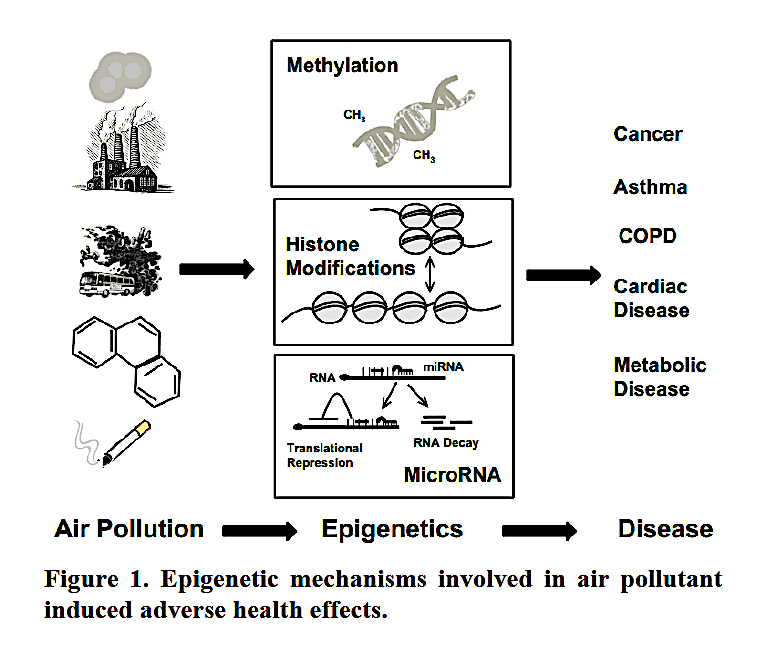 Methylation
CH3
CH3
Histone
Modifications
RNA
miRNA
Translational
Repression
RNA Decay
MicroRNA
Cancer
Asthma
COPD
Cardiac
Disease
Metabolic
Disease
Air Pollution
Epigenetics
Disease
Figure 1. Epigenetic mechanisms involved in air pollutant
induced adverse health effects.